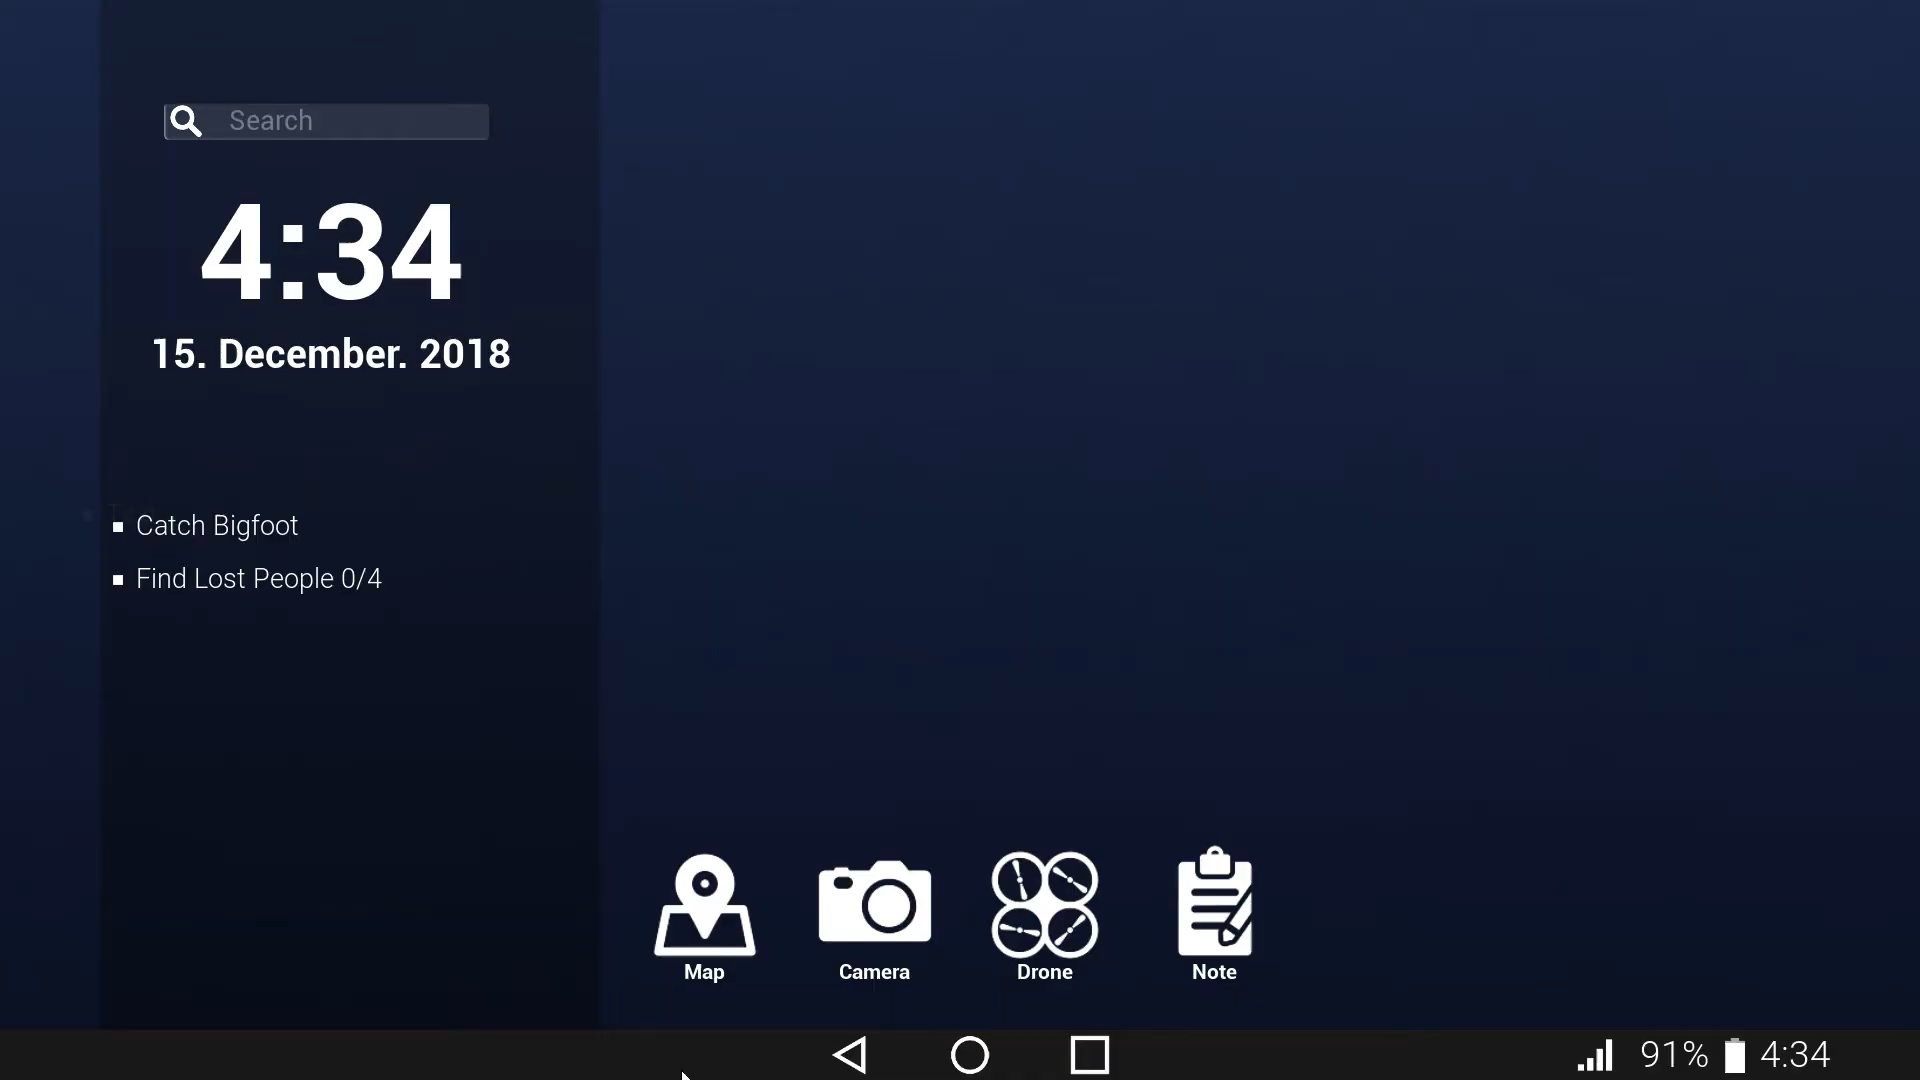 Search
4:34
15. December. 2018
Catch Bigfoot
Find Lost People 0/4
Map
Camera
Drone
Note
91% 4:34